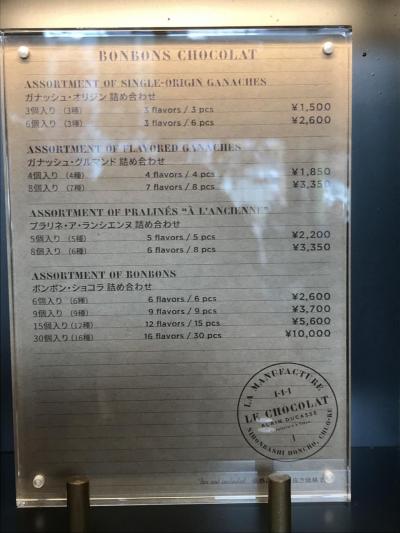 BONBONS CHOCOLAT
ASSORTMENT OF SINGLE-ORIGIN GANACHES
ガナッシュ・オリジン 詰め合わせ
3個入り (3種) 3 flavors / 3 pcs ¥1,500
6個入り (3種) 3 flavors / 6 pcs ¥2,600
ASSORTMENT OF FLAVORED GANACHES
ガナッシュ・グルマンド 詰め合わせ
4個入り (4種) 4 flavors / 4 pcs ¥1,850
8個入り (7種) 7 flavors / 8 pcs ¥3,350
ASSORTMENT OF PRALINÉS “À L'ANCIENNE”
プラリネ・ア・ランシエンヌ 詰め合わせ
5個入り (5種) 5 flavors / 5 pcs ¥2,200
8個入り (6種) 6 flavors / 8 pcs ¥3,350
ASSORTMENT OF BONBONS
ボンボン・ショコラ 詰め合わせ
6個入り (6種) 6 flavors / 6 pcs ¥2,600
9個入り (9種) 9 flavors / 9 pcs ¥3,700
15個入り (12種) 12 flavors / 15 pcs ¥5,600
30個入り (16種) 16 flavors / 30 pcs ¥10,000
LA MANUFACTURE
1-1-1
LE CHOCOLAT
ALAIN DUCASSE
NIHONBASHI HONCHO, CHUO-KU
Tax not included